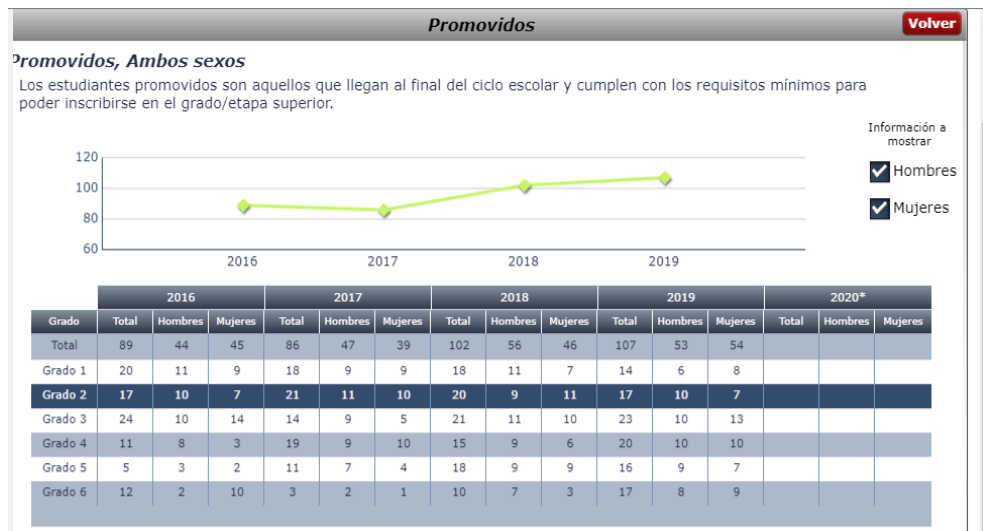 Promovidos
Volver
Promovidos, Ambos sexos
Los estudiantes promovidos son aquellos que llegan al final del ciclo escolar y cumplen con los requisitos mínimos para
poder inscribirse en el grado/etapa superior.
Información a
mostrar
Hombres
Mujeres
120
100
80
60
2016 2017 2018 2019
2016 2017 2018 2019 2020*
Grado Total Hombres Mujeres Total Hombres Mujeres Total Hombres Mujeres Total Hombres Mujeres Total Hombres Mujeres
Total 89 44 45 86 47 39 102 56 46 107 53 54
Grado 1 20 11 9 18 9 9 18 11 7 14 6 8
Grado 2 17 10 7 21 11 10 20 9 11 17 10 7
Grado 3 24 10 14 14 9 5 21 11 10 23 10 13
Grado 4 11 8 3 19 9 10 15 9 6 20 10 10
Grado 5 5 3 2 11 7 4 18 9 9 16 9 7
Grado 6 12 2 10 3 2 1 10 7 3 17 8 9